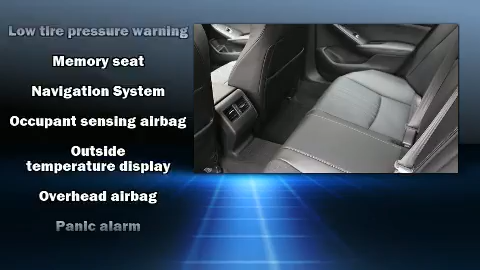 Low tire pressure warning
Memory seat
Navigation System
Occupant sensing airbag
Outside
temperature display
Overhead airbag
Panic alarm